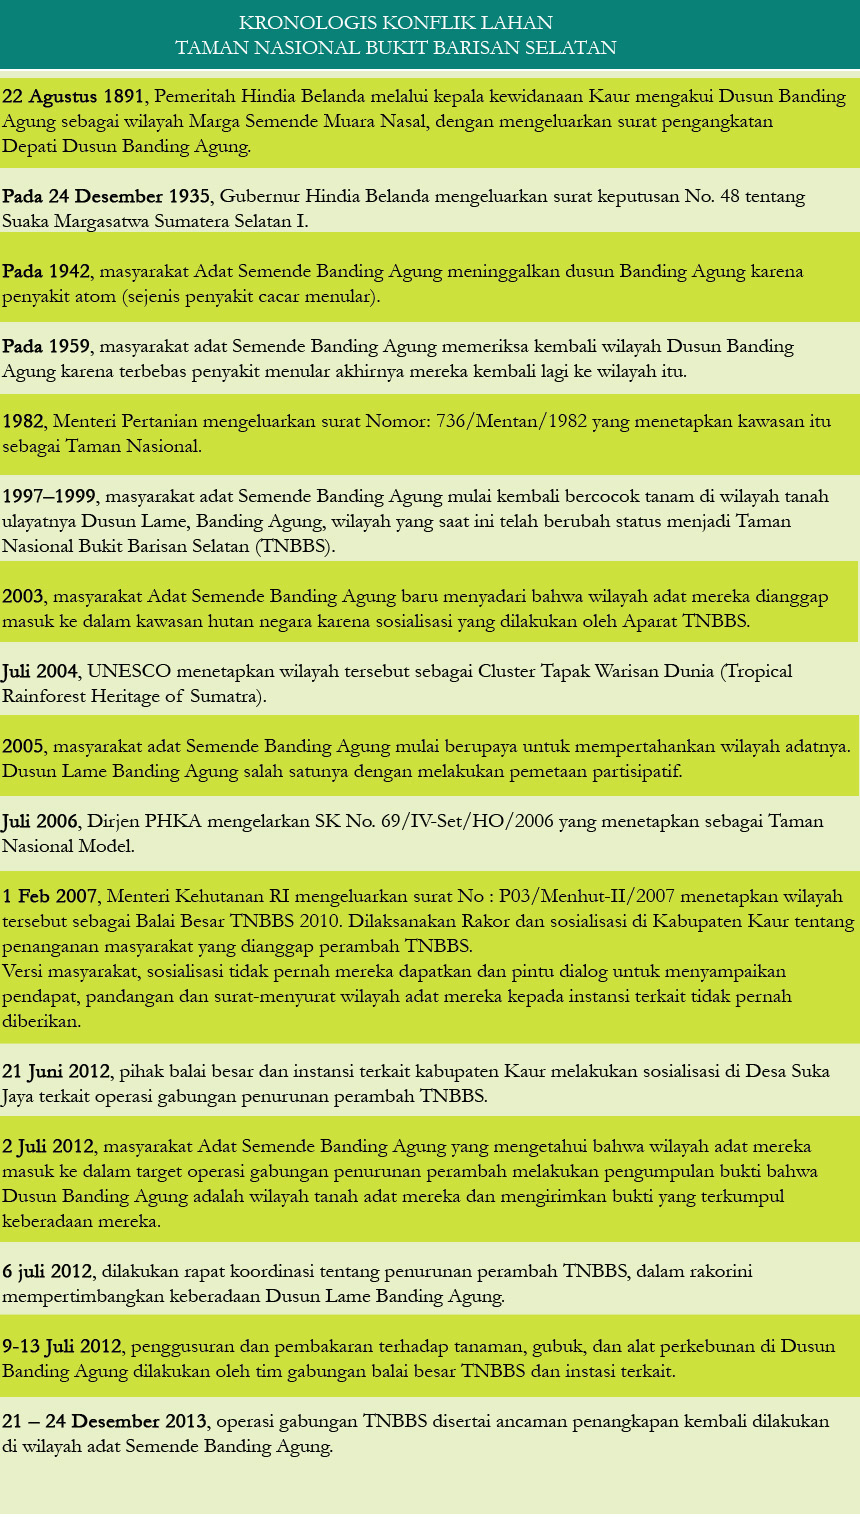 KRONOLOGIS KONFLIK LAHAN
TAMAN NASIONAL BUKIT BARISAN SELATAN
22 Agustus 1891, Pemeritah Hindia Belanda melalui kepala kewidanaan Kaur mengakui Dusun Banding
Agung sebagai wilayah Marga Semende Muara Nasal, dengan mengeluarkan surat pengangkatan
Depati Dusun Banding Agung.
Pada 24 Desember 1935, Gubernur Hindia Belanda mengeluarkan surat keputusan No. 48 tentang
Suaka Margasatwa Sumatera Selatan I.
Pada 1942, masyarakat Adat Semende Banding Agung meninggalkan dusun Banding Agung karena
penyakit atom (sejenis penyakit cacar menular).
Pada 1959, masyarakat adat Semende Banding Agung memeriksa kembali wilayah Dusun Banding
Agung karena terbebas penyakit menular akhirnya mereka kembali lagi ke wilayah itu.
1982, Menteri Pertanian mengeluarkan surat Nomor: 736/Mentan/1982 yang menetapkan kawasan itu
sebagai Taman Nasional.
1997–1999, masyarakat adat Semende Banding Agung mulai kembali bercocok tanam di wilayah tanah
ulayatnya Dusun Lame, Banding Agung, wilayah yang saat ini telah berubah status menjadi Taman
Nasional Bukit Barisan Selatan (TNBBS).
2003, masyarakat Adat Semende Banding Agung baru menyadari bahwa wilayah adat mereka dianggap
masuk ke dalam kawasan hutan negara karena sosialisasi yang dilakukan oleh Aparat TNBBS.
Juli 2004, UNESCO menetapkan wilayah tersebut sebagai Cluster Tapak Warisan Dunia (Tropical
Rainforest Heritage of Sumatra).
2005, masyarakat adat Semende Banding Agung mulai berupaya untuk mempertahankan wilayah adatnya.
Dusun Lame Banding Agung salah satunya dengan melakukan pemetaan partisipatif.
Juli 2006, Dirjen PHKA mengelarkan SK No. 69/IV-Set/HO/2006 yang menetapkan sebagai Taman
Nasional Model.
1 Feb 2007, Menteri Kehutanan RI mengeluarkan surat No : P03/Menhut-II/2007 menetapkan wilayah
tersebut sebagai Balai Besar TNBBS 2010. Dilaksanakan Rakor dan sosialisasi di Kabupaten Kaur tentang
penanganan masyarakat yang dianggap perambah TNBBS.
Versi masyarakat, sosialisasi tidak pernah mereka dapatkan dan pintu dialog untuk menyampaikan
pendapat, pandangan dan surat-menyurat wilayah adat mereka kepada instansi terkait tidak pernah
diberikan.
21 Juni 2012, pihak balai besar dan instansi terkait kabupaten Kaur melakukan sosialisasi di Desa Suka
Jaya terkait operasi gabungan penurunan perambah TNBBS.
2 Juli 2012, masyarakat Adat Semende Banding Agung yang mengetahui bahwa wilayah adat mereka
masuk ke dalam target operasi gabungan penurunan perambah melakukan pengumpulan bukti bahwa
Dusun Banding Agung adalah wilayah tanah adat mereka dan mengirimkan bukti yang terkumpul
keberadaan mereka.
6 juli 2012, dilakukan rapat koordinasi tentang penurunan perambah TNBBS, dalam rakorini
mempertimbangkan keberadaan Dusun Lame Banding Agung.
9-13 Juli 2012, penggusuran dan pembakaran terhadap tanaman, gubuk, dan alat perkebunan di Dusun
Banding Agung dilakukan oleh tim gabungan balai besar TNBBS dan instasi terkait.
21 – 24 Desember 2013, operasi gabungan TNBBS disertai ancaman penangkapan kembali dilakukan
di wilayah adat Semende Banding Agung.